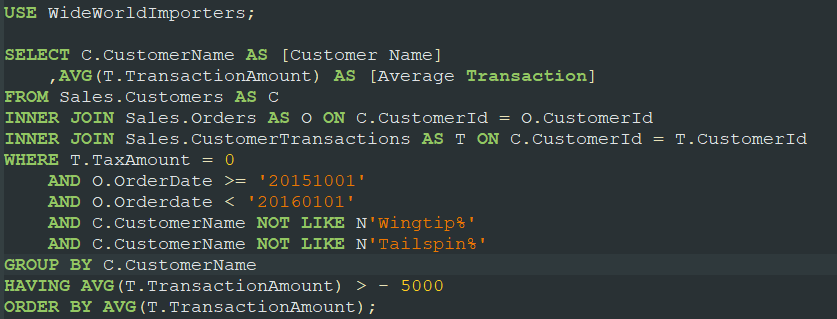 USE WideWorldImporters;
SELECT C.CustomerName AS [Customer Name]
,AVG(T.TransactionAmount) AS [Average Transaction]
FROM Sales.Customers AS C
INNER JOIN Sales.Orders AS O ON C.CustomerId = O.CustomerId
INNER JOIN Sales.CustomerTransactions AS T ON C.CustomerId = T.CustomerId
WHERE T.TaxAmount = 0
AND O.OrderDate >= '20151001'
AND O.Orderdate < '20160101'
AND C.CustomerName NOT LIKE N'Wingtip%'
AND C.CustomerName NOT LIKE N'Tailspin%'
GROUP BY C.CustomerName
HAVING AVG(T.TransactionAmount) > - 5000
ORDER BY AVG(T.TransactionAmount);